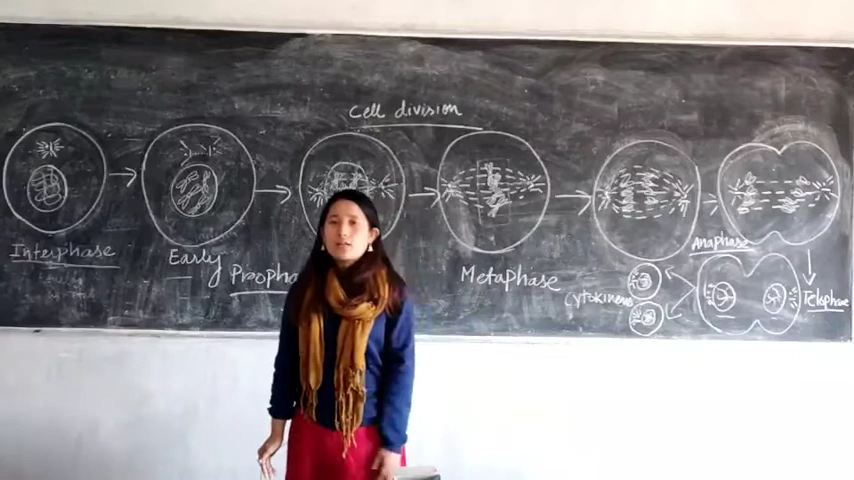 Cell division
Interphase
Early Prophase
Metaphase
Anaphase
Cytokinesis
Telophase